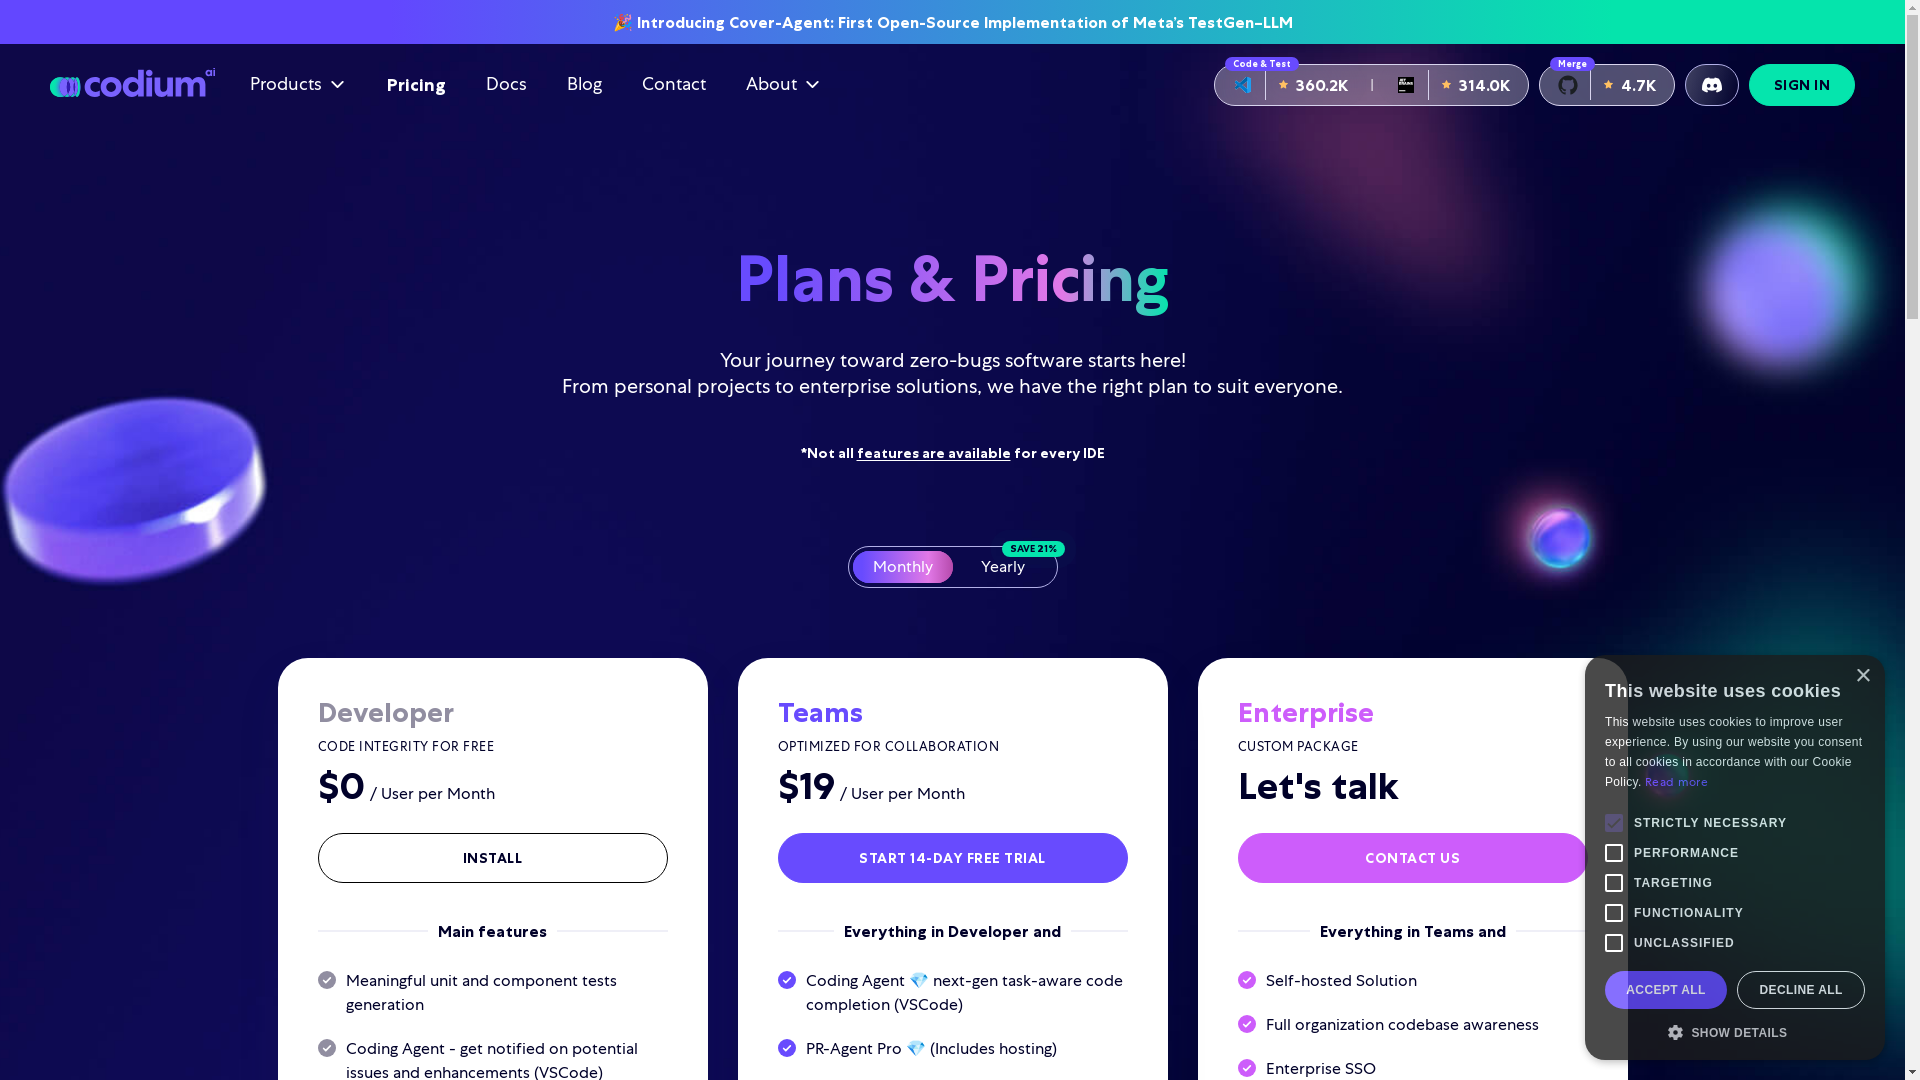 🎉 Introducing Cover-Agent: First Open-Source Implementation of Meta's TestGen–LLM
codium ai
Products
Pricing
Docs
Blog
Contact
About
Code & Test
360.2K
|
314.0K
Merge
4.7K
SIGN IN
Plans & Pricing
Your journey toward zero-bugs software starts here!
From personal projects to enterprise solutions, we have the right plan to suit everyone.
*Not all features are available for every IDE
SAVE 21%
Monthly
Yearly
Developer
CODE INTEGRITY FOR FREE
$0 / User per Month
INSTALL
Main features
Meaningful unit and component tests
generation
Coding Agent - get notified on potential
issues and enhancements (VSCode)
Teams
OPTIMIZED FOR COLLABORATION
$19 / User per Month
START 14-DAY FREE TRIAL
Everything in Developer and
Coding Agent 💎 next-gen task-aware code
completion (VSCode)
PR-Agent Pro 💎 (Includes hosting)
Enterprise
CUSTOM PACKAGE
Let's talk
CONTACT US
Everything in Teams and
Self-hosted Solution
Full organization codebase awareness
Enterprise SSO
×
This website uses cookies
This website uses cookies to improve user
experience. By using our website you consent
to all cookies in accordance with our Cookie
Policy. Read more
STRICTLY NECESSARY
PERFORMANCE
TARGETING
FUNCTIONALITY
UNCLASSIFIED
ACCEPT ALL
DECLINE ALL
SHOW DETAILS